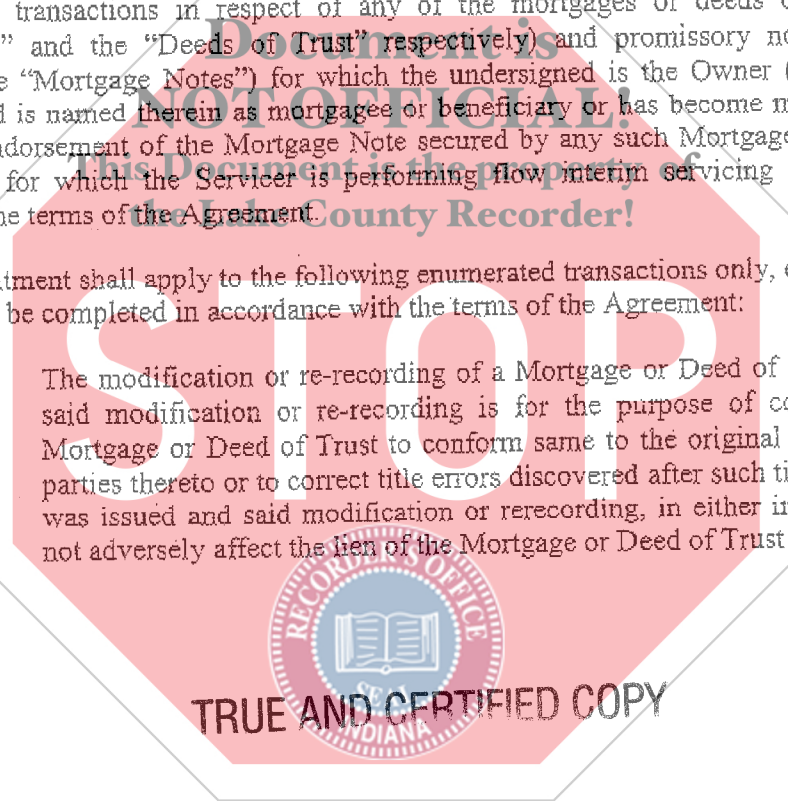 transactions in respect of any of the mortgages or deeds
” and the “Deeds of Trust” respectively) and promissory
“Mortgage Notes”) for which the undersigned is the Owner (
is named therein as mortgagee or beneficiary or has become
ndorsement of the Mortgage Note secured by any such Mortgage
for which the Servicer is performing flow interim servicing
e terms of the Agreement.
Document is
NOT OFFICIAL!
This Document is the property of
the Lake County Recorder!
tment shall apply to the following enumerated transactions only,
be completed in accordance with the terms of the Agreement:
STOP
The modification or re-recording of a Mortgage or Deed of
said modification or re-recording is for the purpose of
Mortgage or Deed of Trust to conform same to the original
parties thereto or to correct title errors discovered after such
was issued and said modification or rerecording, in either
not adversely affect the lien of the Mortgage or Deed of Trust
RECORDER'S OFFICE
SEAL
INDIANA
TRUE AND CERTIFIED COPY